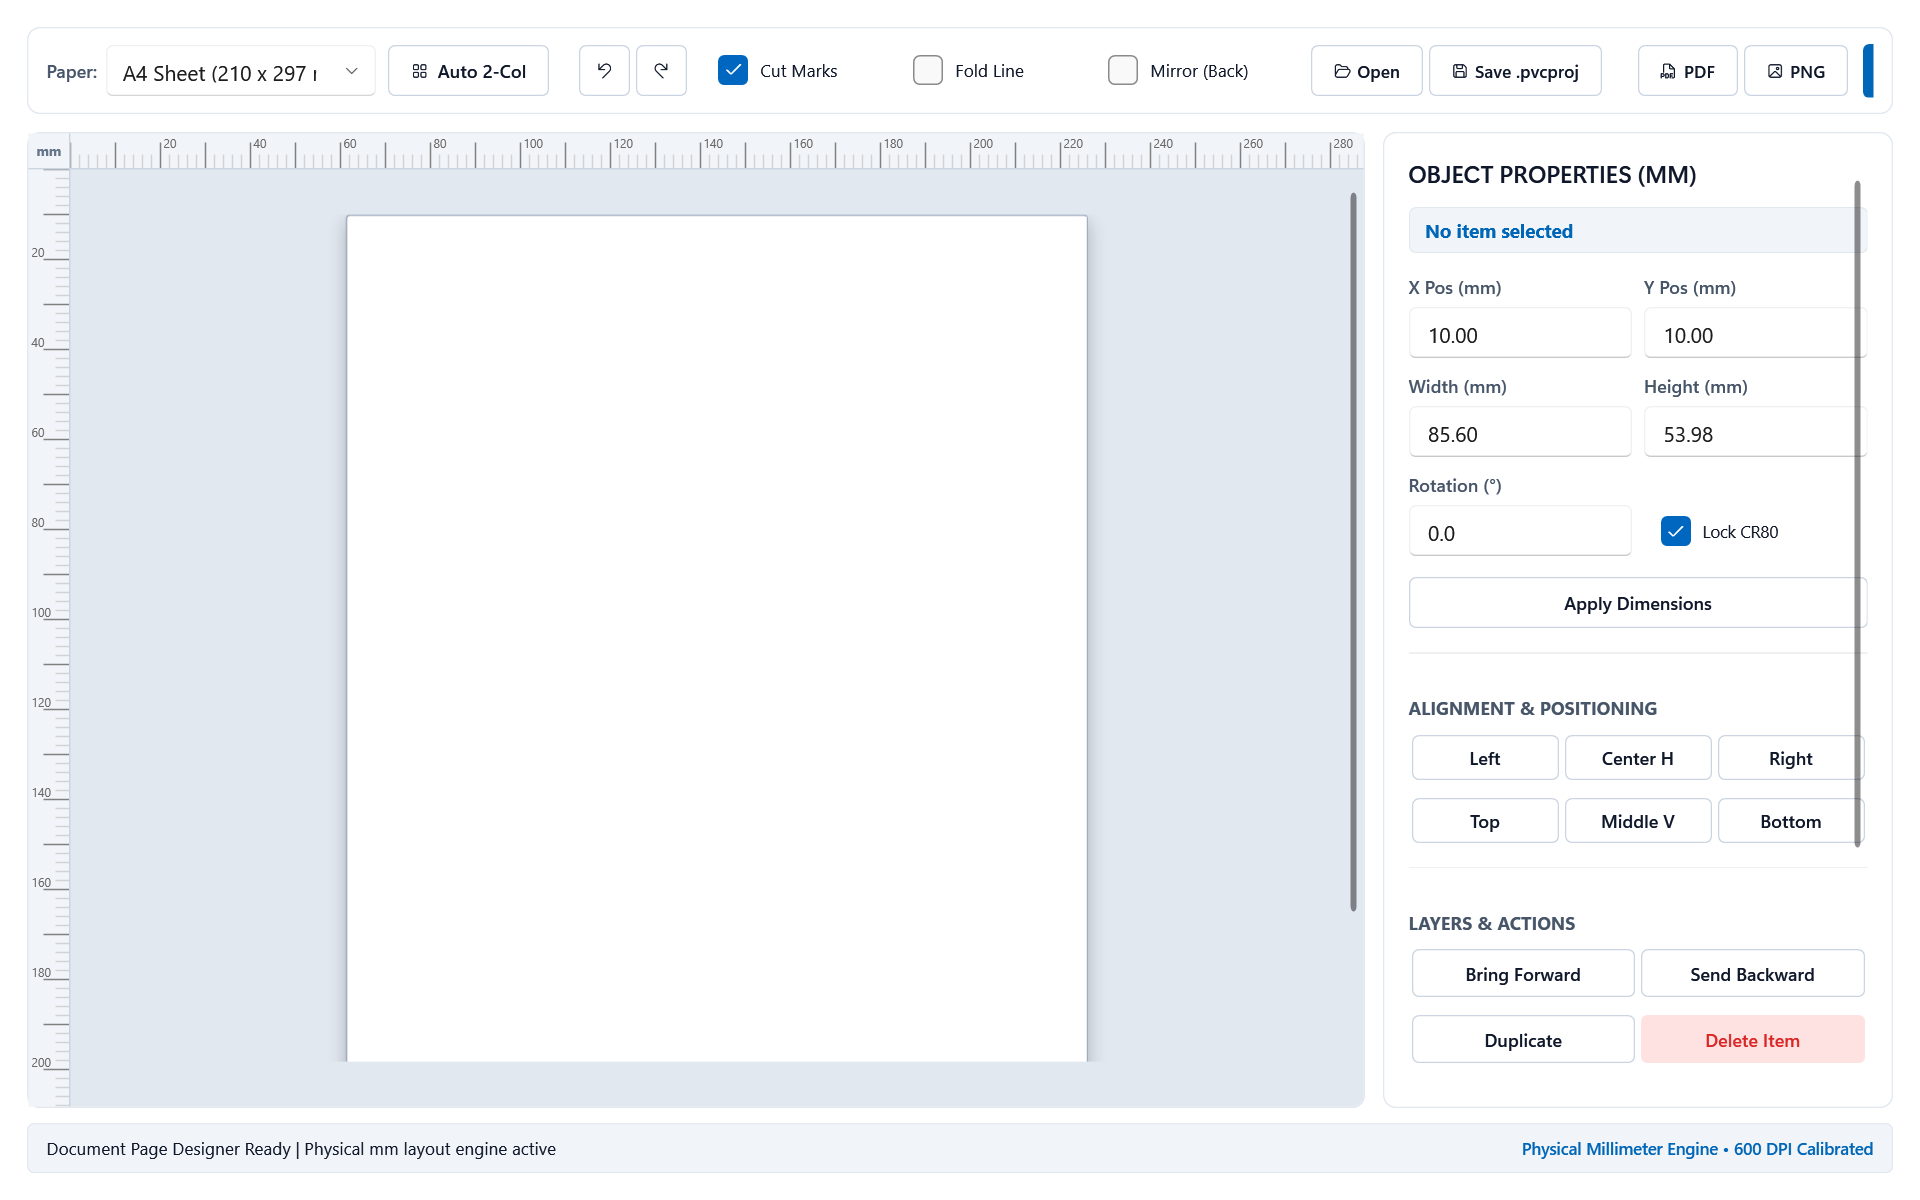 Paper:
A4 Sheet (210 x 297
Auto 2-Col
Cut Marks
Fold Line
Mirror (Back)
Open
Save .pvcproj
PDF
PNG
mm
20 40 60 80 100 120 140 160 180 200 220 240 260 280
20
40
60
80
100
120
140
160
180
200
OBJECT PROPERTIES (MM)
No item selected
X Pos (mm) Y Pos (mm)
10.00 10.00
Width (mm) Height (mm)
85.60 53.98
Rotation (°)
0.0 Lock CR80
Apply Dimensions
ALIGNMENT & POSITIONING
Left Center H Right
Top Middle V Bottom
LAYERS & ACTIONS
Bring Forward Send Backward
Duplicate Delete Item
Document Page Designer Ready | Physical mm layout engine active
Physical Millimeter Engine • 600 DPI Calibrated